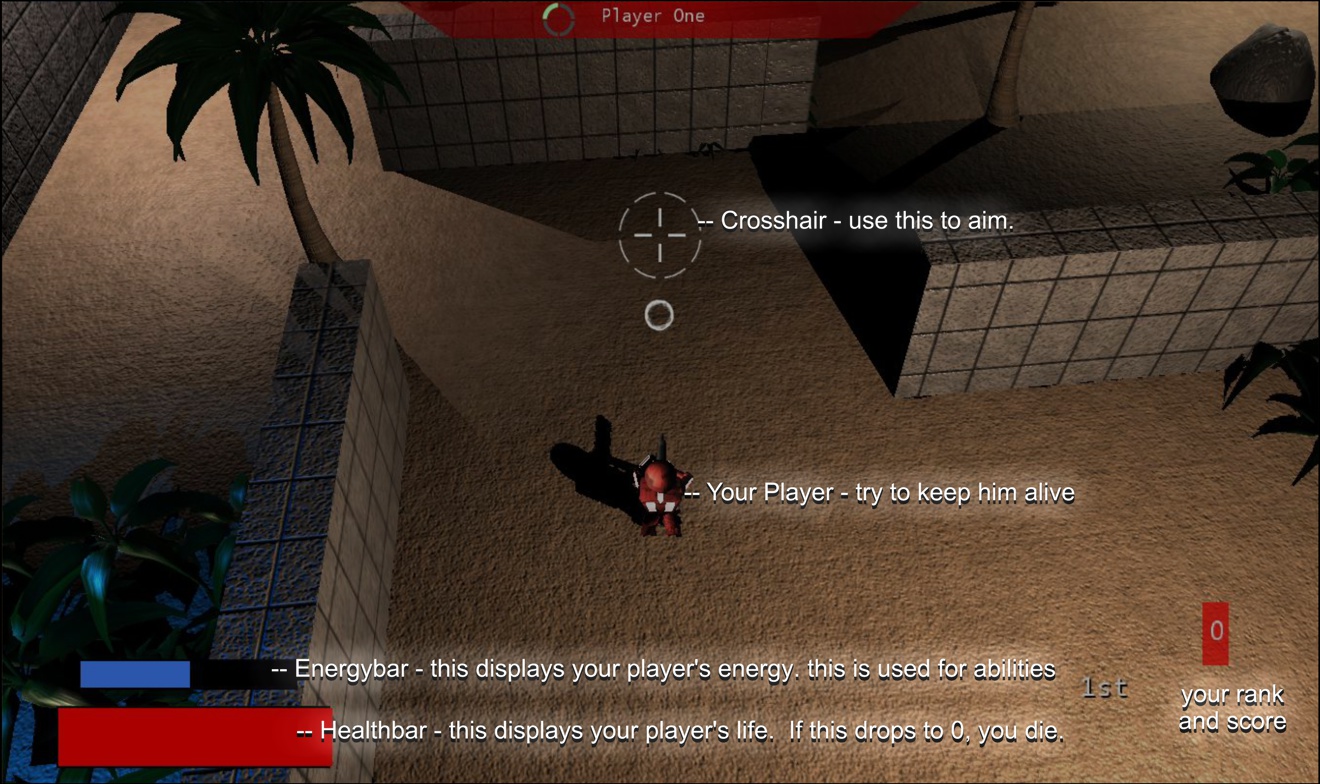 Player One
-- Crosshair - use this to aim.
-- Your Player - try to keep him alive
0
-- Energybar - this displays your player's energy. this is used for abilities
1st
your rank
and score
-- Healthbar - this displays your player's life.  If this drops to 0, you die.